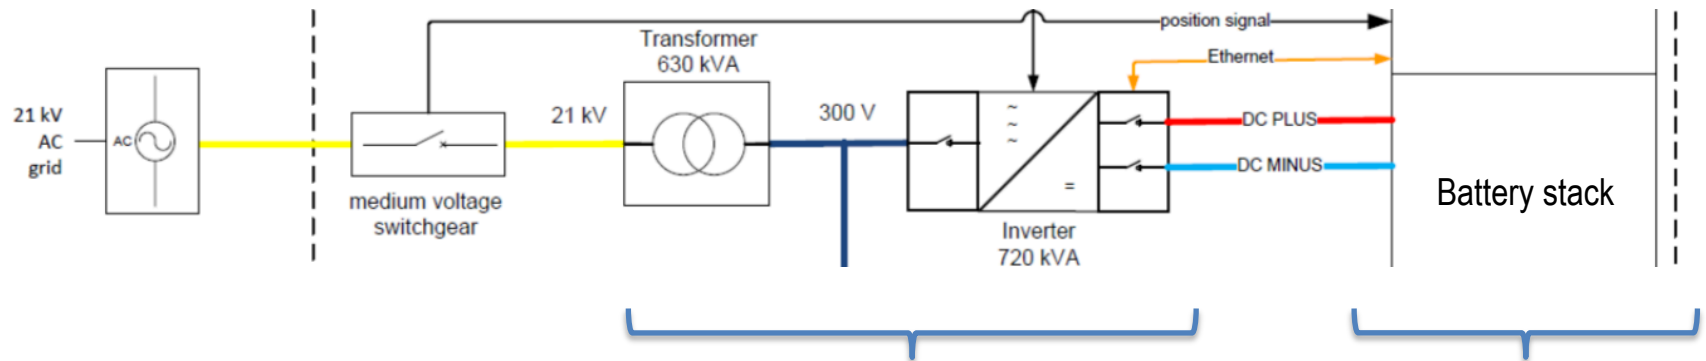 position signal
Transformer
630 kVA
Ethernet
21 kV
AC
grid
AC
21 kV
300 V
~
~
~
=
DC PLUS
DC MINUS
medium voltage
switchgear
Inverter
720 kVA
Battery stack